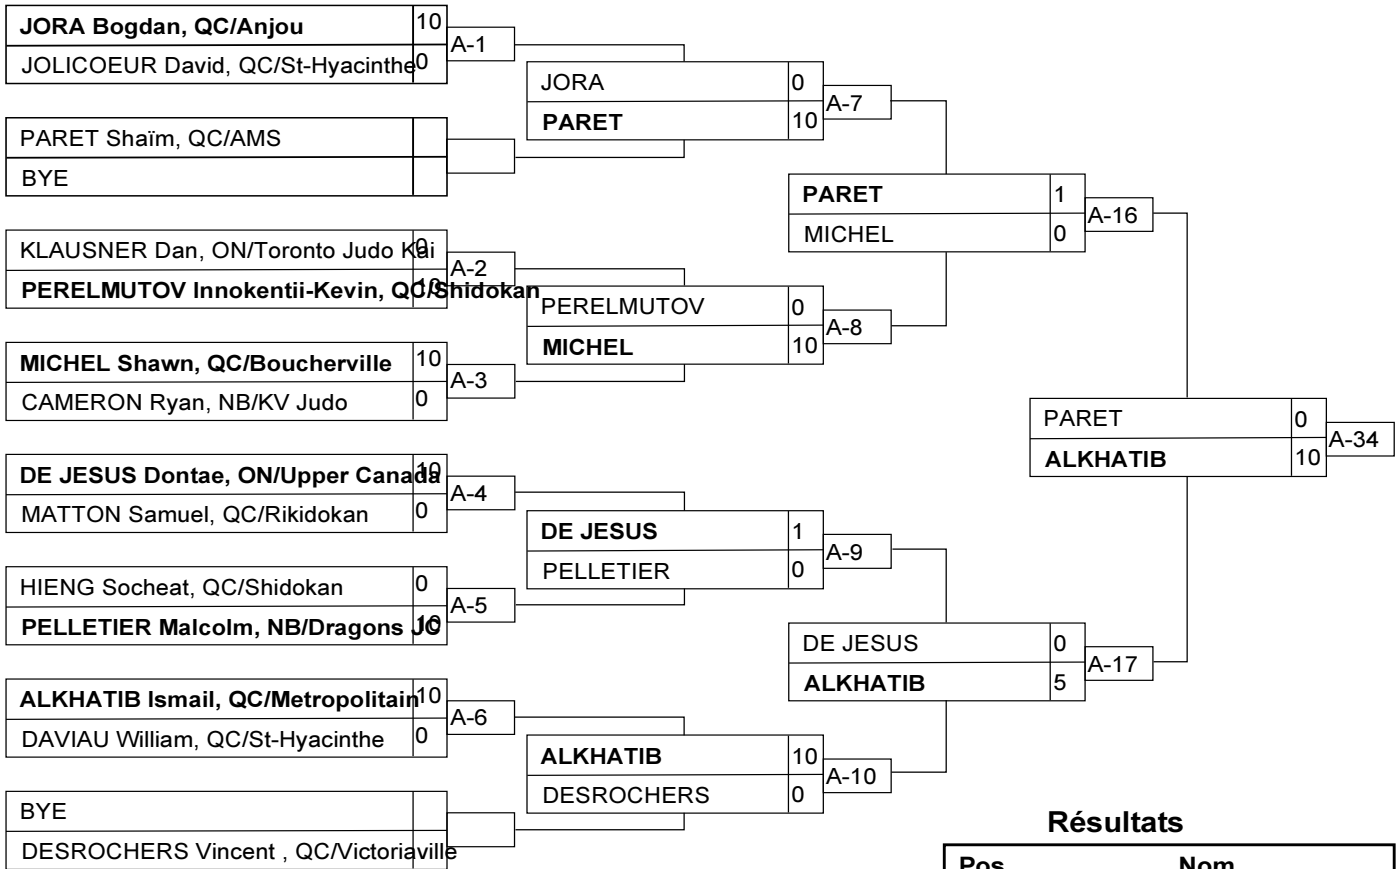 JORA Bogdan, QC/Anjou 10
JOLICOEUR David, QC/St-Hyacinthe 0
A-1
PARET Shaïm, QC/AMS
BYE
KLAUSNER Dan, ON/Toronto Judo Kai 0
PERELMUTOV Innokentii-Kevin, QC/Shidokan 10
A-2
MICHEL Shawn, QC/Boucherville 10
CAMERON Ryan, NB/KV Judo 0
A-3
DE JESUS Dontae, ON/Upper Canada 10
MATTON Samuel, QC/Rikidokan 0
A-4
HIENG Socheat, QC/Shidokan 0
PELLETIER Malcolm, NB/Dragons JC 10
A-5
ALKHATIB Ismail, QC/Metropolitain 10
DAVIAU William, QC/St-Hyacinthe 0
A-6
BYE
DESROCHERS Vincent , QC/Victoriaville
JORA 0
PARET 10
A-7
PERELMUTOV 0
MICHEL 10
A-8
DE JESUS 1
PELLETIER 0
A-9
ALKHATIB 10
DESROCHERS 0
A-10
PARET 1
MICHEL 0
A-16
DE JESUS 0
ALKHATIB 5
A-17
PARET 0
ALKHATIB 10
A-34
Résultats
Pos Nom